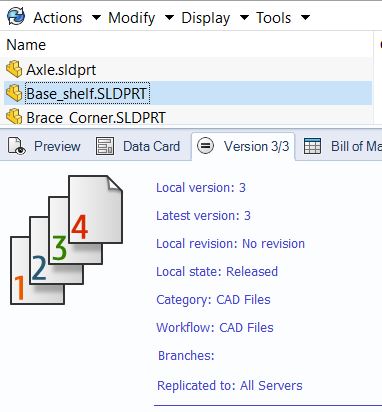 Actions Modify Display Tools
Name
Axle.sldprt
Base_shelf.SLDPRT
Brace_Corner.SLDPRT
Preview Data Card Version 3/3 Bill of Ma
1 2 3 4
Local version: 3
Latest version: 3
Local revision: No revision
Local state: Released
Category: CAD Files
Workflow: CAD Files
Branches:
Replicated to: All Servers